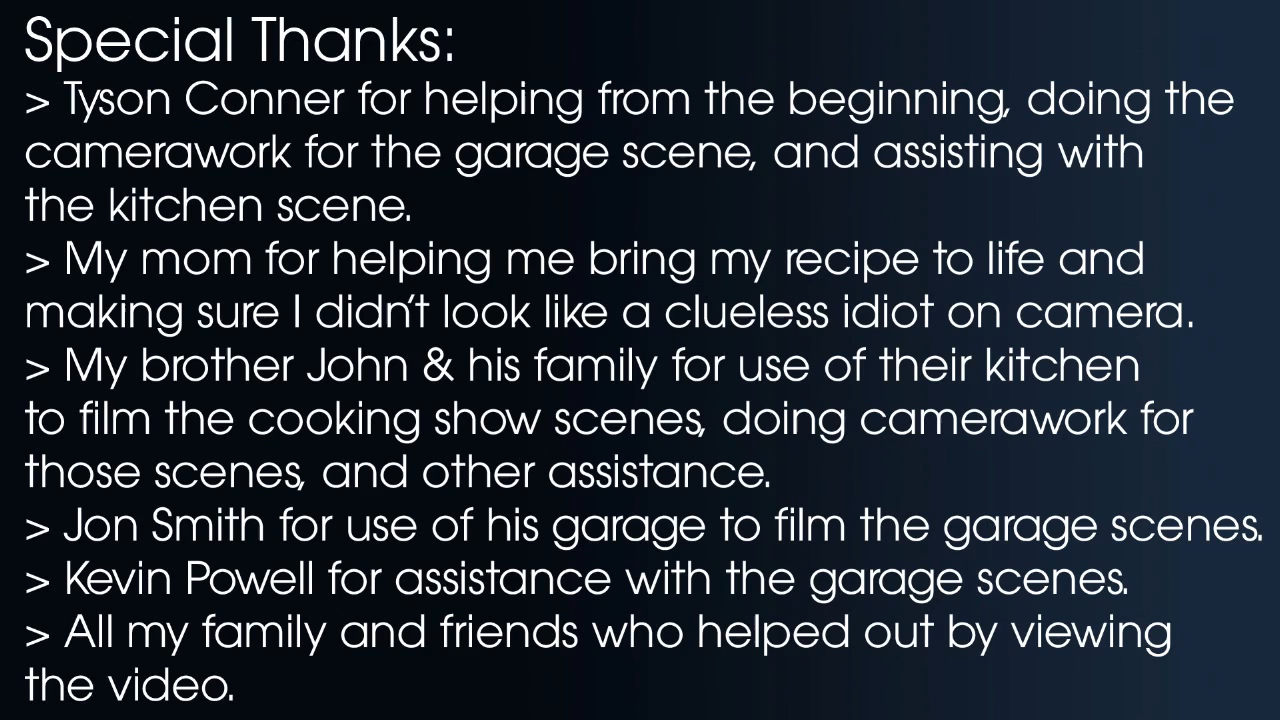 Special Thanks:
> Tyson Conner for helping from the beginning, doing the
camerawork for the garage scene, and assisting with
the kitchen scene.
> My mom for helping me bring my recipe to life and
making sure I didn’t look like a clueless idiot on camera.
> My brother John & his family for use of their kitchen
to film the cooking show scenes, doing camerawork for
those scenes, and other assistance.
> Jon Smith for use of his garage to film the garage scenes.
> Kevin Powell for assistance with the garage scenes.
> All my family and friends who helped out by viewing
the video.